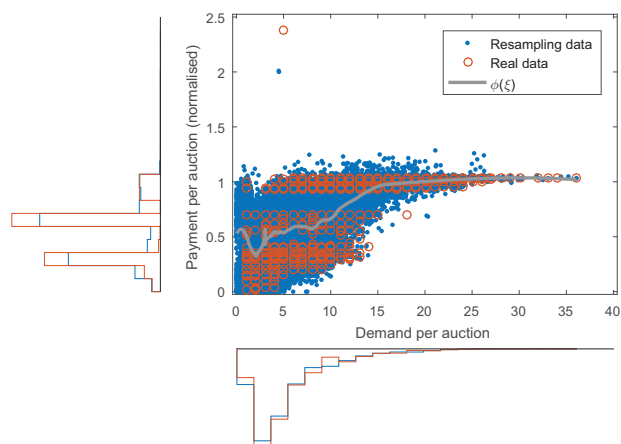 2.5
2
1.5
1
0.5
0
Payment per auction (normalised)
Resampling data
Real data
ϕ(ξ)
0 5 10 15 20 25 30 35 40
Demand per auction